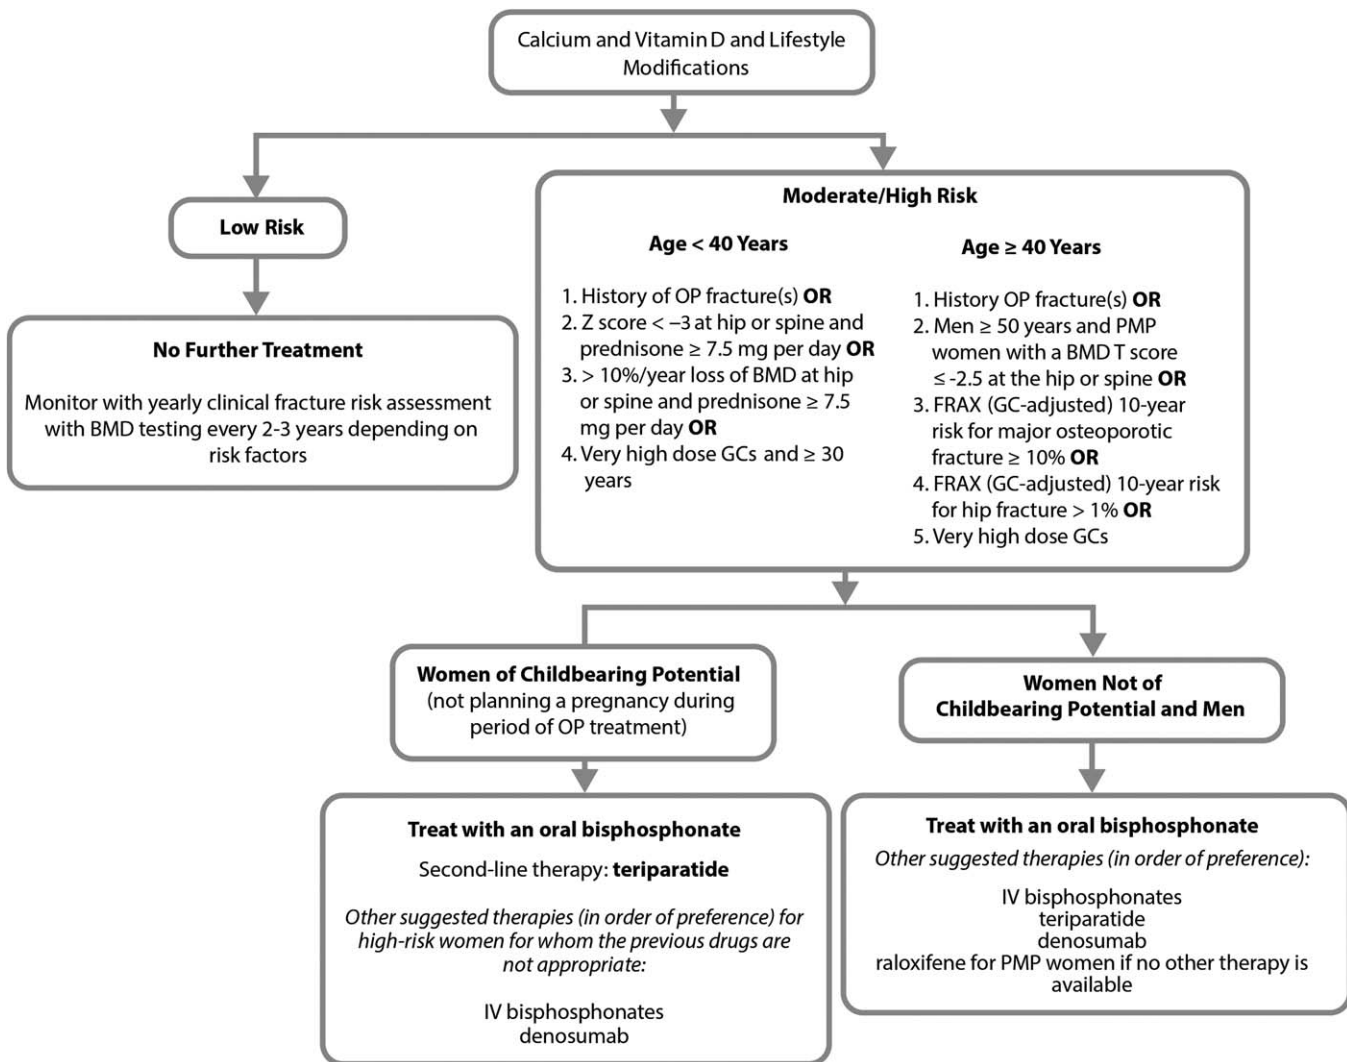 Calcium and Vitamin D and Lifestyle
Modifications
Low Risk
No Further Treatment
Monitor with yearly clinical fracture risk assessment
with BMD testing every 2-3 years depending on
risk factors
Moderate/High Risk
Age < 40 Years
1. History of OP fracture(s) OR
2. Z score < −3 at hip or spine and
prednisone ≥ 7.5 mg per day OR
3. > 10%/year loss of BMD at hip
or spine and prednisone ≥ 7.5
mg per day OR
4. Very high dose GCs and ≥ 30
years
Age ≥ 40 Years
1. History OP fracture(s) OR
2. Men ≥ 50 years and PMP
women with a BMD T score
≤ -2.5 at the hip or spine OR
3. FRAX (GC-adjusted) 10-year
risk for major osteoporotic
fracture ≥ 10% OR
4. FRAX (GC-adjusted) 10-year risk
for hip fracture > 1% OR
5. Very high dose GCs
Women of Childbearing Potential
(not planning a pregnancy during
period of OP treatment)
Treat with an oral bisphosphonate
Second-line therapy: teriparatide
Other suggested therapies (in order of preference) for
high-risk women for whom the previous drugs are
not appropriate:
IV bisphosphonates
denosumab
Women Not of
Childbearing Potential and Men
Treat with an oral bisphosphonate
Other suggested therapies (in order of preference):
IV bisphosphonates
teriparatide
denosumab
raloxifene for PMP women if no other therapy is
available